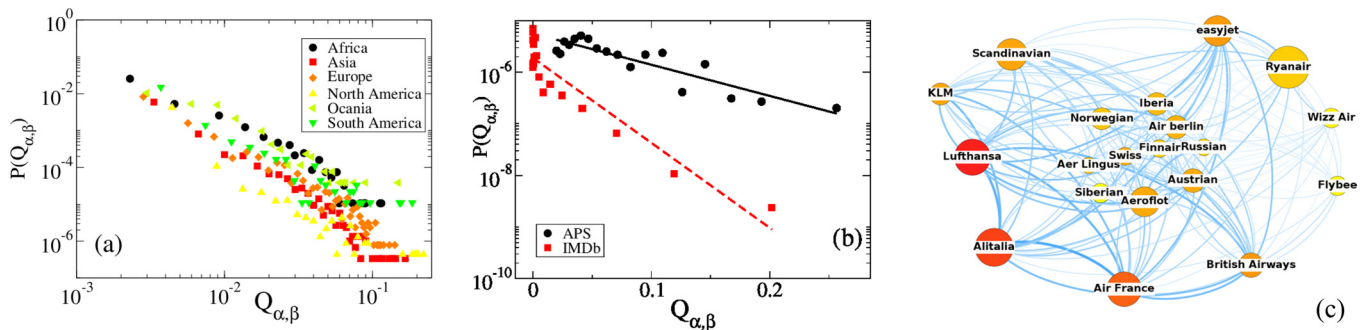 10^0
10^-2
10^-4
10^-6
P(Q_α,β)
Africa
Asia
Europe
North America
Ocania
South America
(a)
10^-3
10^-2
10^-1
Q_α,β
10^-6
10^-8
10^-10
P(Q_α,β)
APS
IMDb
(b)
0
0.1
0.2
Q_α,β
easyjet
Scandinavian
Ryanair
KLM
Iberia
Wizz Air
Norwegian
Air berlin
Lufthansa
Finnair
Russian
Aer Lingus
Swiss
Austrian
Flybee
Siberian
Aeroflot
Alitalia
British Airways
Air France
(c)